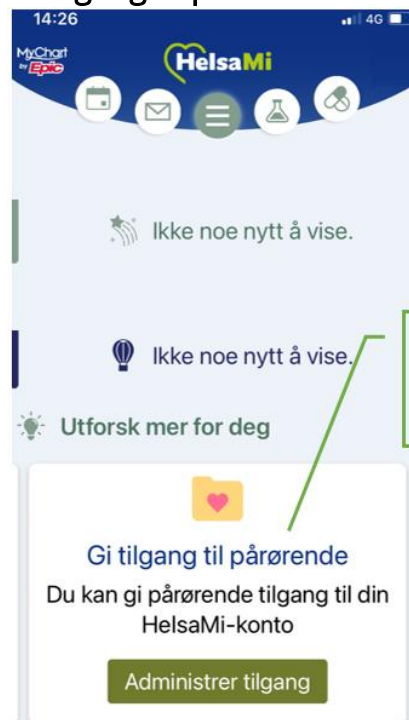 14:26
4G
MyChart
by Epic
HelsaMi
Ikke noe nytt å vise.
Ikke noe nytt å vise.
Utforsk mer for deg
Gi tilgang til pårørende
Du kan gi pårørende tilgang til din
HelsaMi-konto
Administrer tilgang